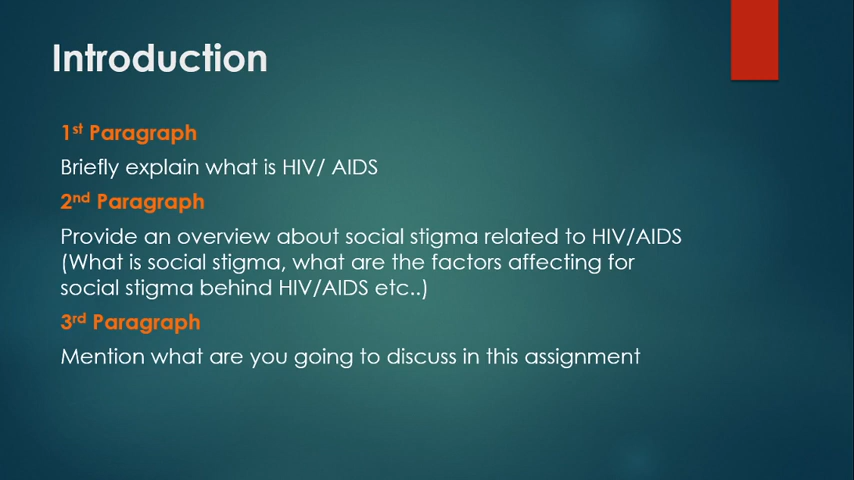 Introduction
1st Paragraph
Briefly explain what is HIV/ AIDS
2nd Paragraph
Provide an overview about social stigma related to HIV/AIDS
(What is social stigma, what are the factors affecting for
social stigma behind HIV/AIDS etc..)
3rd Paragraph
Mention what are you going to discuss in this assignment